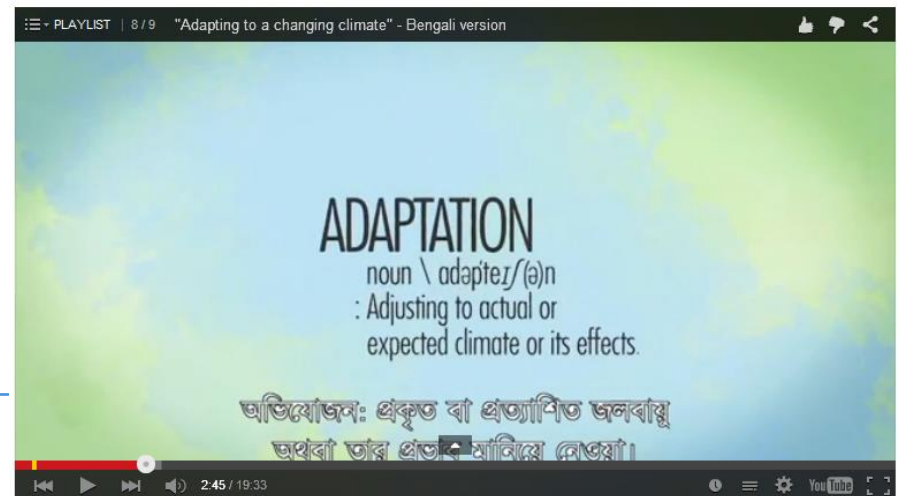 PLAYLIST | 8 / 9 "Adapting to a changing climate" - Bengali version
ADAPTATION
noun \ adəpteɪʃ(ə)n
: Adjusting to actual or
expected climate or its effects.
অভিযোজন: প্রকৃত বা প্রত্যাশিত জলবায়ু
অথবা তার প্রভাব মানিয়ে নেওয়া।
2:45 / 19:33
YouTube